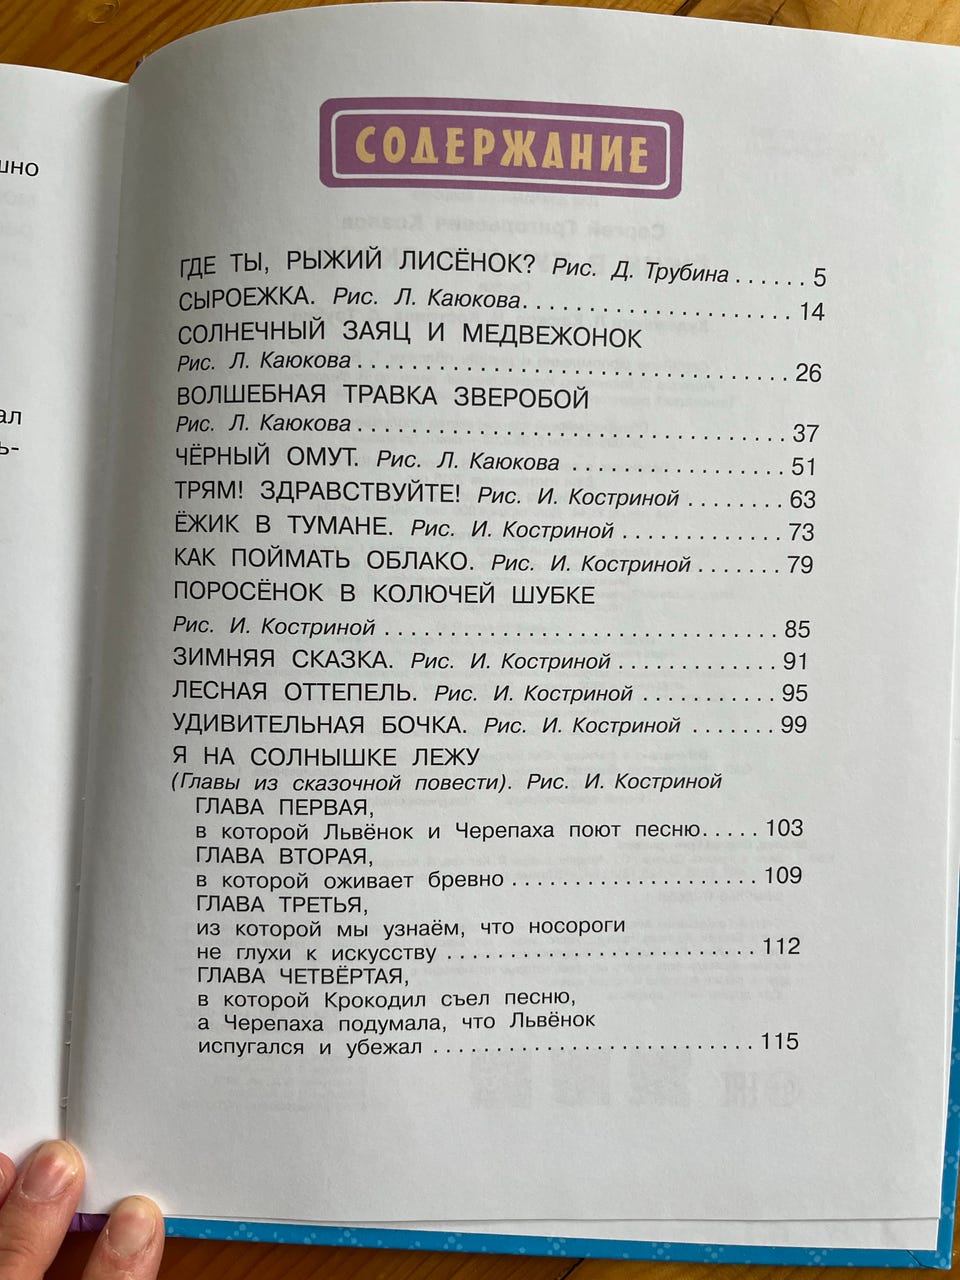 СОДЕРЖАНИЕ
ГДЕ ТЫ, РЫЖИЙ ЛИСЁНОК? Рис. Д. Трубина . . . . . . 5
СЫРОЕЖКА. Рис. Л. Каюкова. . . . . . . . . . . . . . . . . . 14
СОЛНЕЧНЫЙ ЗАЯЦ И МЕДВЕЖОНОК
Рис. Л. Каюкова . . . . . . . . . . . . . . . . . . . . . . . . . . . . . 26
ВОЛШЕБНАЯ ТРАВКА ЗВЕРОБОЙ
Рис. Л. Каюкова . . . . . . . . . . . . . . . . . . . . . . . . . . . . . 37
ЧЁРНЫЙ ОМУТ. Рис. Л. Каюкова . . . . . . . . . . . . . . 51
ТРЯМ! ЗДРАВСТВУЙТЕ! Рис. И. Костриной . . . . . . . . 63
ЁЖИК В ТУМАНЕ. Рис. И. Костриной . . . . . . . . . . . 73
КАК ПОЙМАТЬ ОБЛАКО. Рис. И. Костриной . . . . . . . 79
ПОРОСЁНОК В КОЛЮЧЕЙ ШУБКЕ
Рис. И. Костриной . . . . . . . . . . . . . . . . . . . . . . . . . . . 85
ЗИМНЯЯ СКАЗКА. Рис. И. Костриной . . . . . . . . . . . . 91
ЛЕСНАЯ ОТТЕПЕЛЬ. Рис. И. Костриной . . . . . . . . . . 95
УДИВИТЕЛЬНАЯ БОЧКА. Рис. И. Костриной . . . . . . . 99
Я НА СОЛНЫШКЕ ЛЕЖУ
(Главы из сказочной повести). Рис. И. Костриной
ГЛАВА ПЕРВАЯ,
в которой Львёнок и Черепаха поют песню. . . . . 103
ГЛАВА ВТОРАЯ,
в которой оживает бревно . . . . . . . . . . . . . . . . . . 109
ГЛАВА ТРЕТЬЯ,
из которой мы узнаём, что носороги
не глухи к искусству . . . . . . . . . . . . . . . . . . . . . . 112
ГЛАВА ЧЕТВЁРТАЯ,
в которой Крокодил съел песню,
а Черепаха подумала, что Львёнок
испугался и убежал . . . . . . . . . . . . . . . . . . . . . . . 115